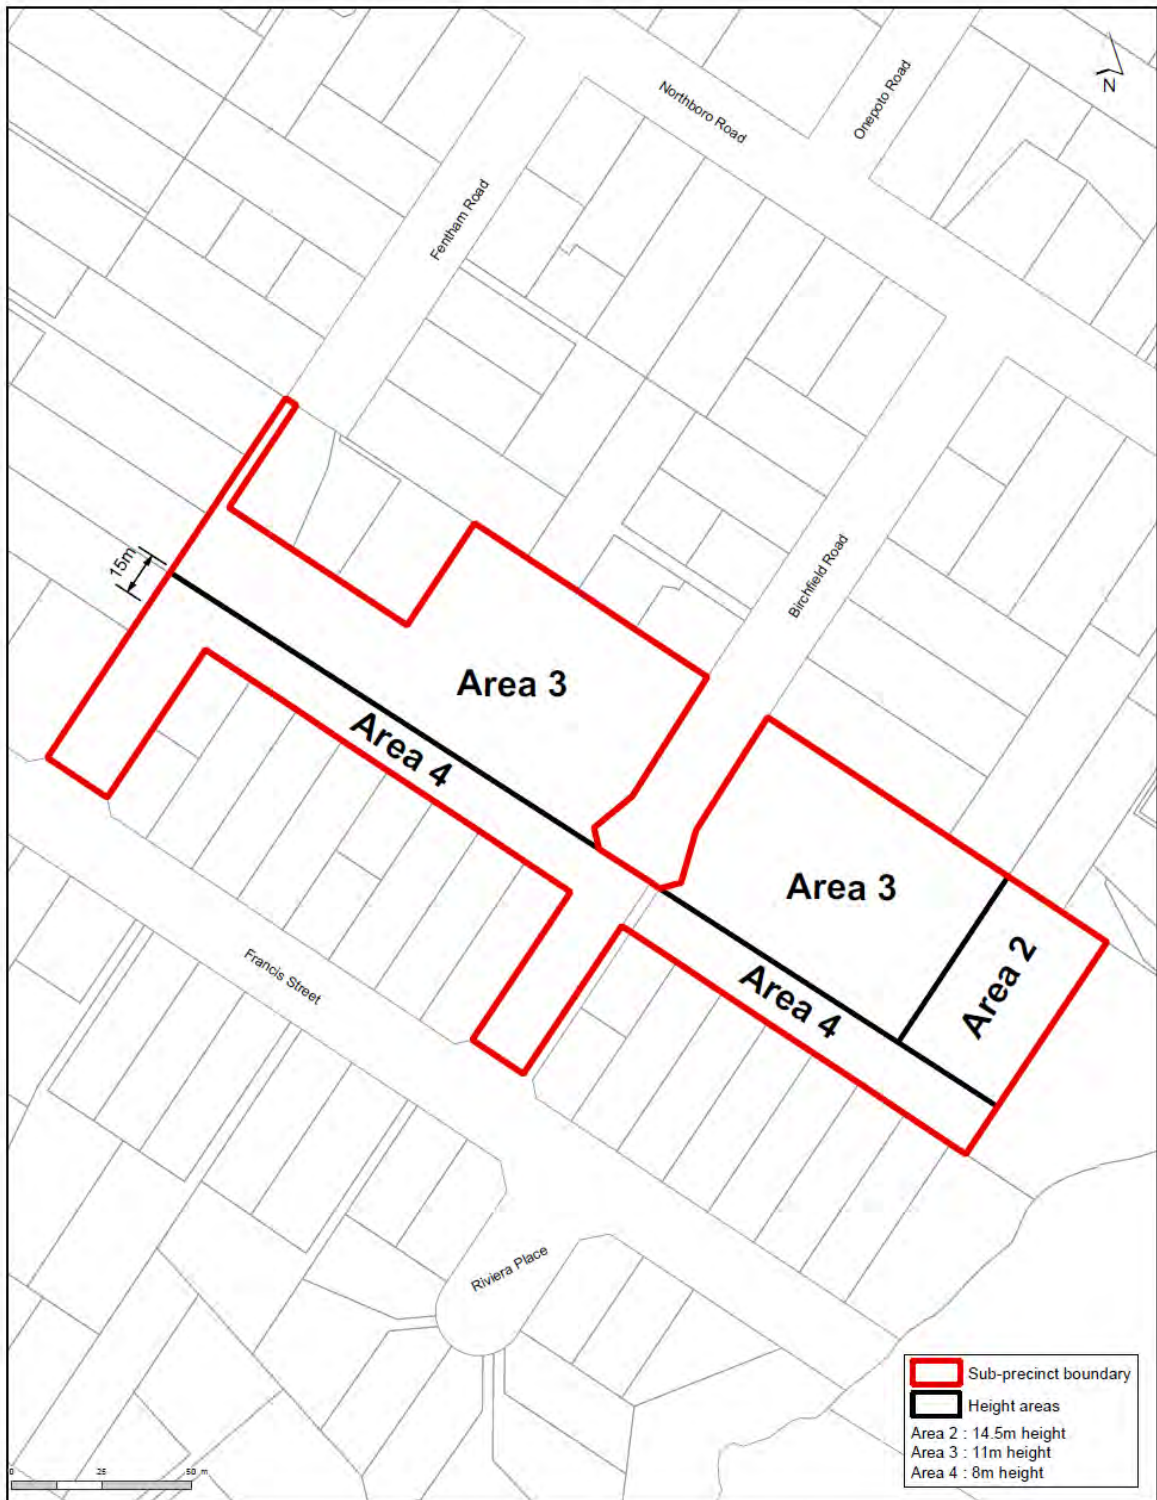 N
Northboro Road
Onepoto Road
Fentham Road
15m
Birchfield Road
Area 3
Area 4
Area 3
Area 2
Area 4
Francis Street
Riviera Place
Sub-precinct boundary
Height areas
Area 2 : 14.5m height
Area 3 : 11m height
Area 4 : 8m height
0 25 50 m